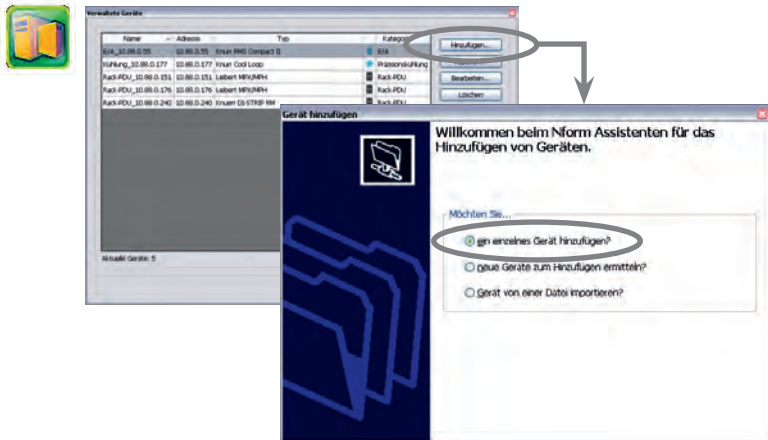 Verwaltete Geräte
Name Adresse Typ Kategorie
E/A_10.88.0.55 10.88.0.55 Knurr RMS Compact II E/A
Kühlung_10.88.0.177 10.88.0.177 Knurr Cool Loop Präzisionskühlung
Rack-PDU_10.88.0.151 10.88.0.151 Liebert MPX/MPH Rack-PDU
Rack-PDU_10.88.0.176 10.88.0.176 Liebert MPX/MPH Rack-PDU
Rack-PDU_10.88.0.240 10.88.0.240 Knuerr DI-STRIP RM Rack-PDU
Hinzufügen...
Bearbeiten...
Löschen
Aktuelle Geräte: 5
Gerät hinzufügen
Willkommen beim Nform Assistenten für das
Hinzufügen von Geräten.
Möchten Sie...
ein einzelnes Gerät hinzufügen?
neue Geräte zum Hinzufügen ermitteln?
Gerät von einer Datei importieren?